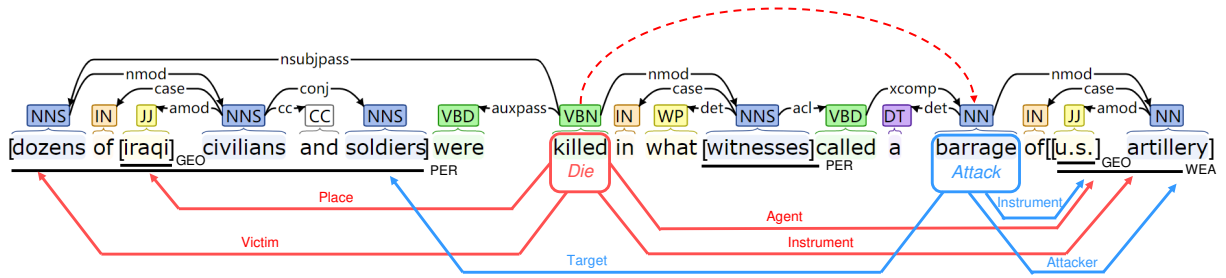 nsubjpass
nmod nmod xcomp nmod
case conj case case
amod cc auxpass det acl det amod
NNS IN JJ NNS CC NNS VBD VBN IN WP NNS VBD DT NN IN JJ NN
[dozens of [iraqi] civilians and soldiers] were killed in what [witnesses] called a barrage of[[u.s.] artillery]
GEO PER Die PER Attack GEO WEA
Place Instrument
Agent
Victim Instrument
Target Attacker